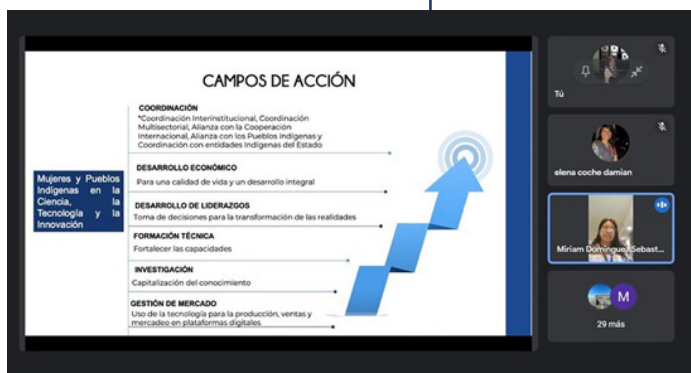 CAMPOS DE ACCIÓN
Mujeres y Pueblos
Indígenas en la
Ciencia, la
Tecnología y la
Innovación
COORDINACIÓN
*Coordinación Interinstitucional, Coordinación
Multisectorial, Alianza con la Cooperación
Internacional, Alianza con los Pueblos Indígenas y
Coordinación con entidades Indígenas del Estado
DESARROLLO ECONÓMICO
Para una calidad de vida y un desarrollo integral
DESARROLLO DE LIDERAZGOS
Toma de decisiones para la transformación de las realidades
FORMACIÓN TÉCNICA
Fortalecer las capacidades
INVESTIGACIÓN
Capitalización del conocimiento
GESTIÓN DE MERCADO
Uso de la tecnología para la producción, ventas y
mercadeo en plataformas digitales
Tú
elena coche damian
Miriam Dominguez Sebast...
M
29 más